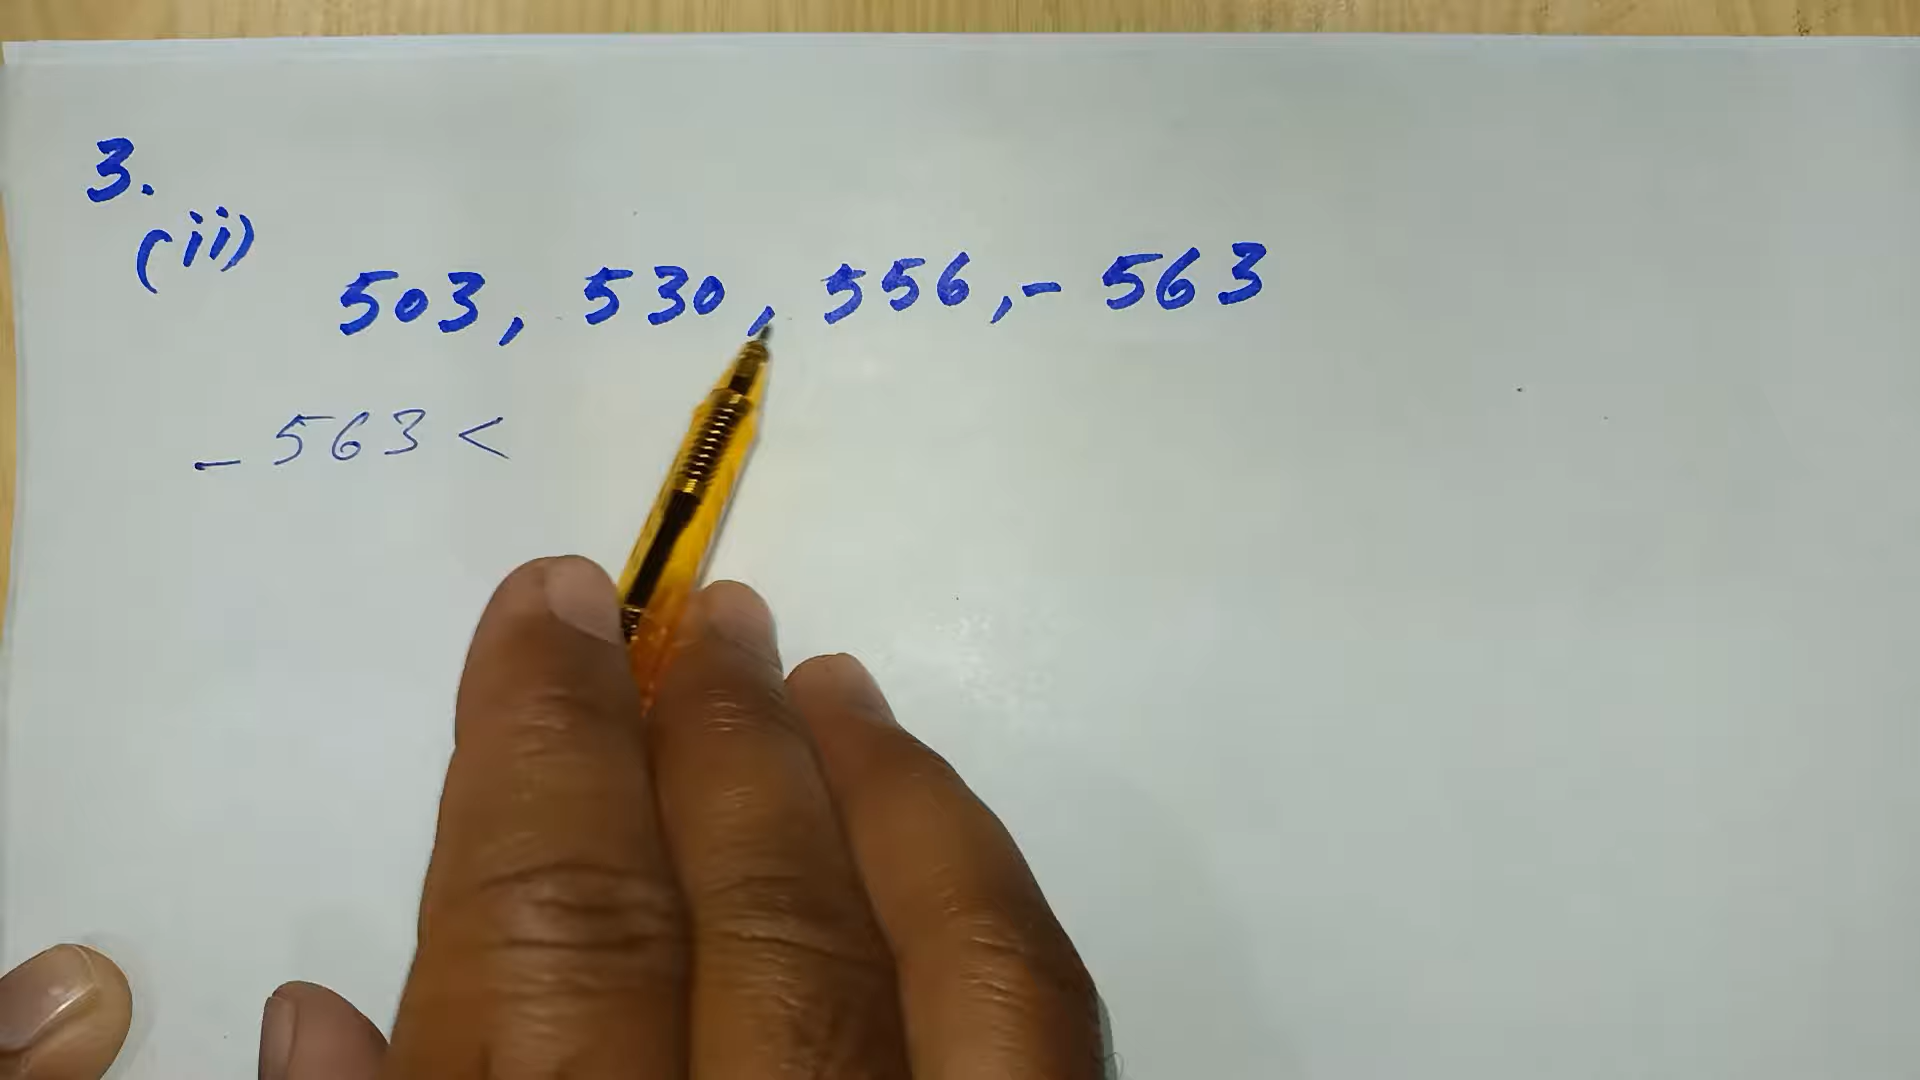 3.
(ii)
503, 530, 556, - 563
- 563 <